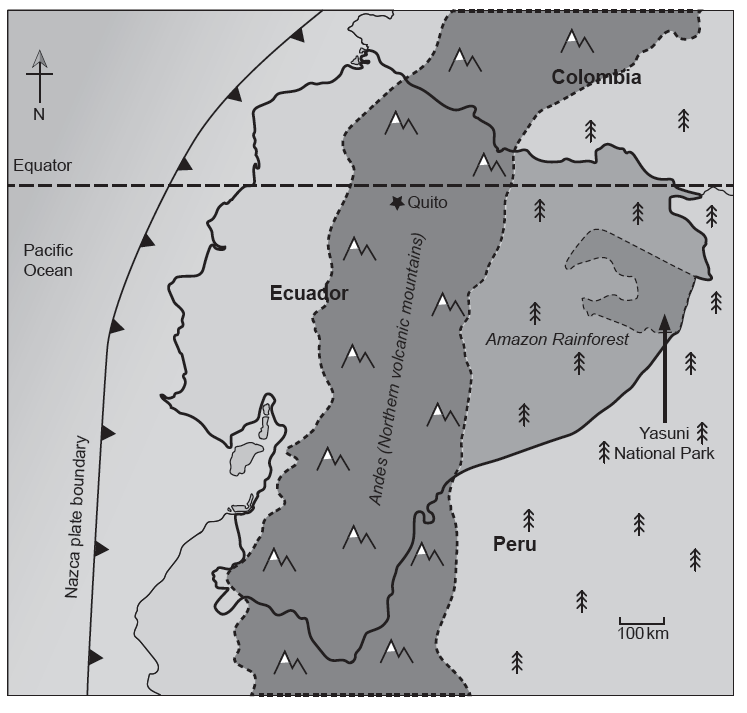 Colombia
N
Equator
Quito
Pacific
Ocean
Ecuador
Andes (Northern volcanic mountains)
Amazon Rainforest
Yasuni
National Park
Nazca plate boundary
Peru
100 km